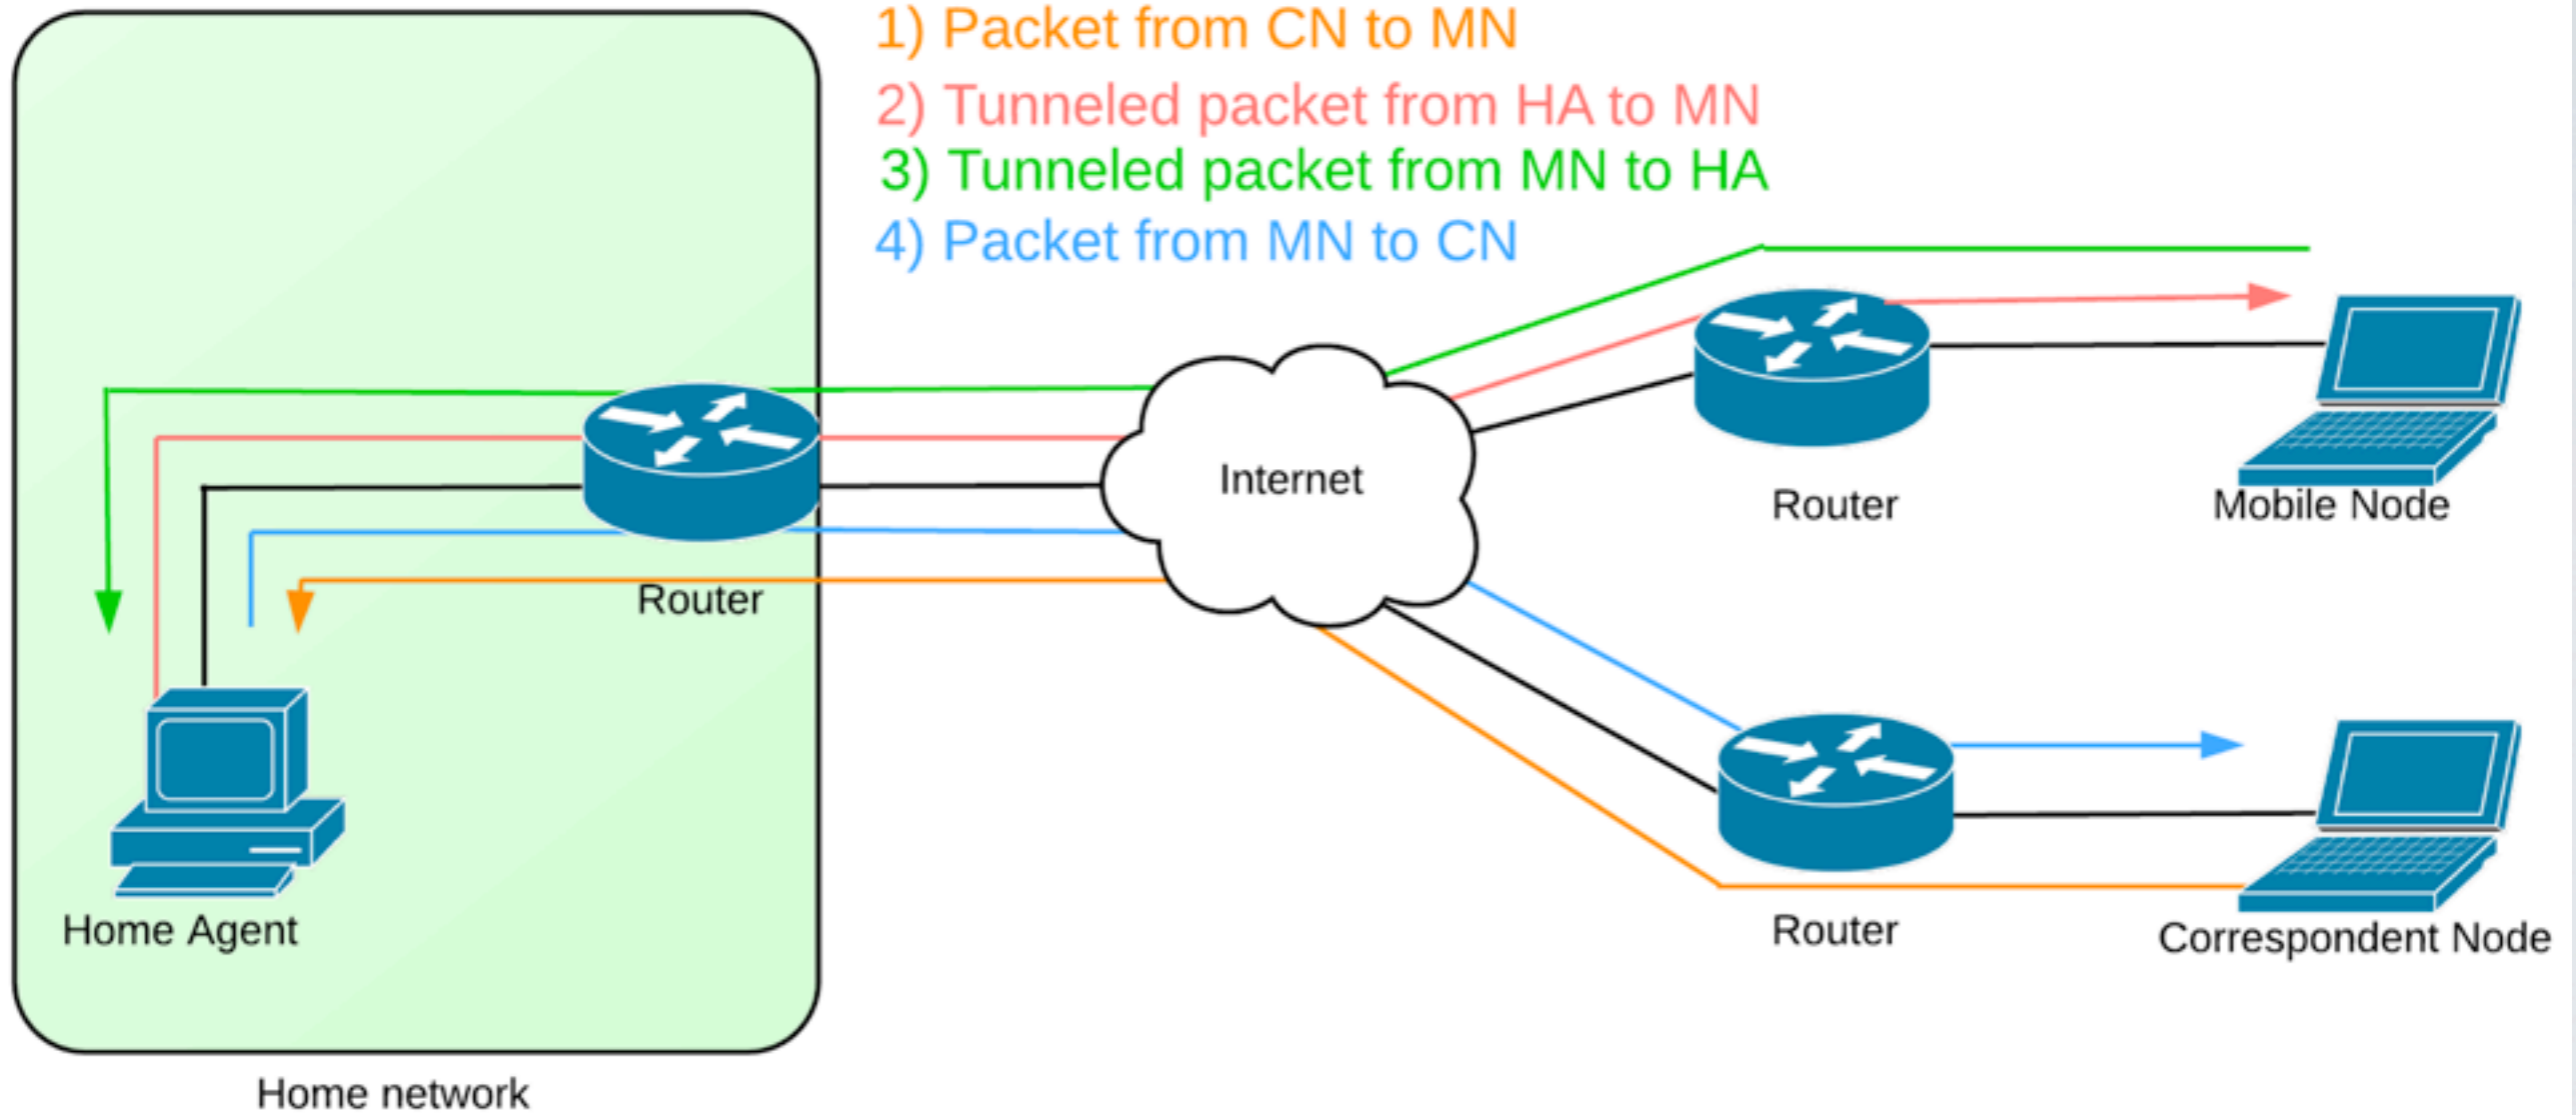 1) Packet from CN to MN
2) Tunneled packet from HA to MN
3) Tunneled packet from MN to HA
4) Packet from MN to CN
Internet
Router
Mobile Node
Router
Home Agent
Router
Correspondent Node
Home network